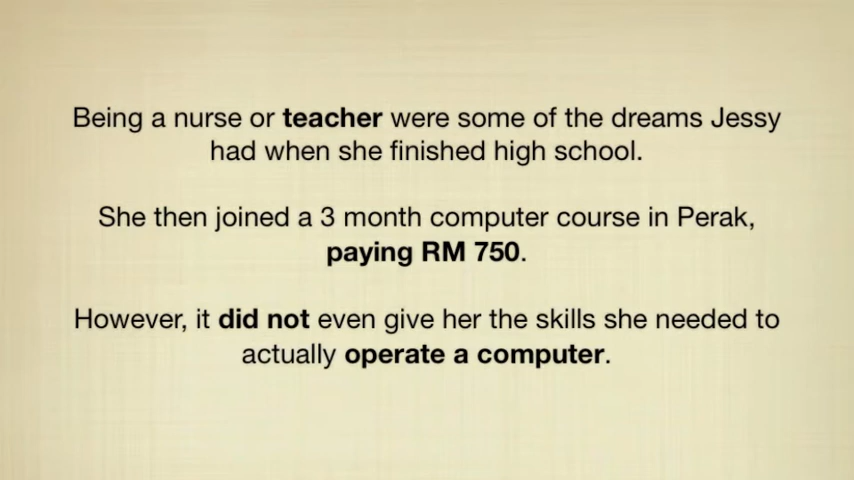 Being a nurse or teacher were some of the dreams Jessy
had when she finished high school.
She then joined a 3 month computer course in Perak,
paying RM 750.
However, it did not even give her the skills she needed to
actually operate a computer.